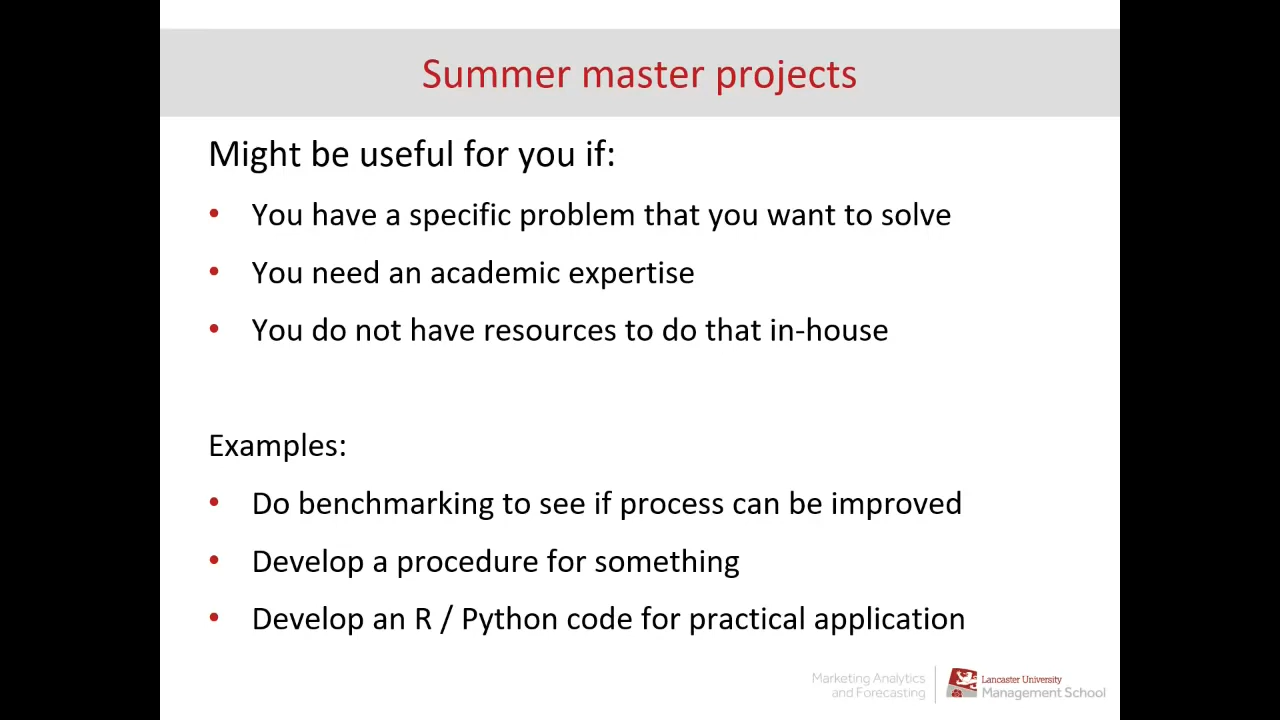 Summer master projects
Might be useful for you if:
• You have a specific problem that you want to solve
• You need an academic expertise
• You do not have resources to do that in-house
Examples:
• Do benchmarking to see if process can be improved
• Develop a procedure for something
• Develop an R / Python code for practical application
Marketing Analytics
and Forecasting
Lancaster University
Management School